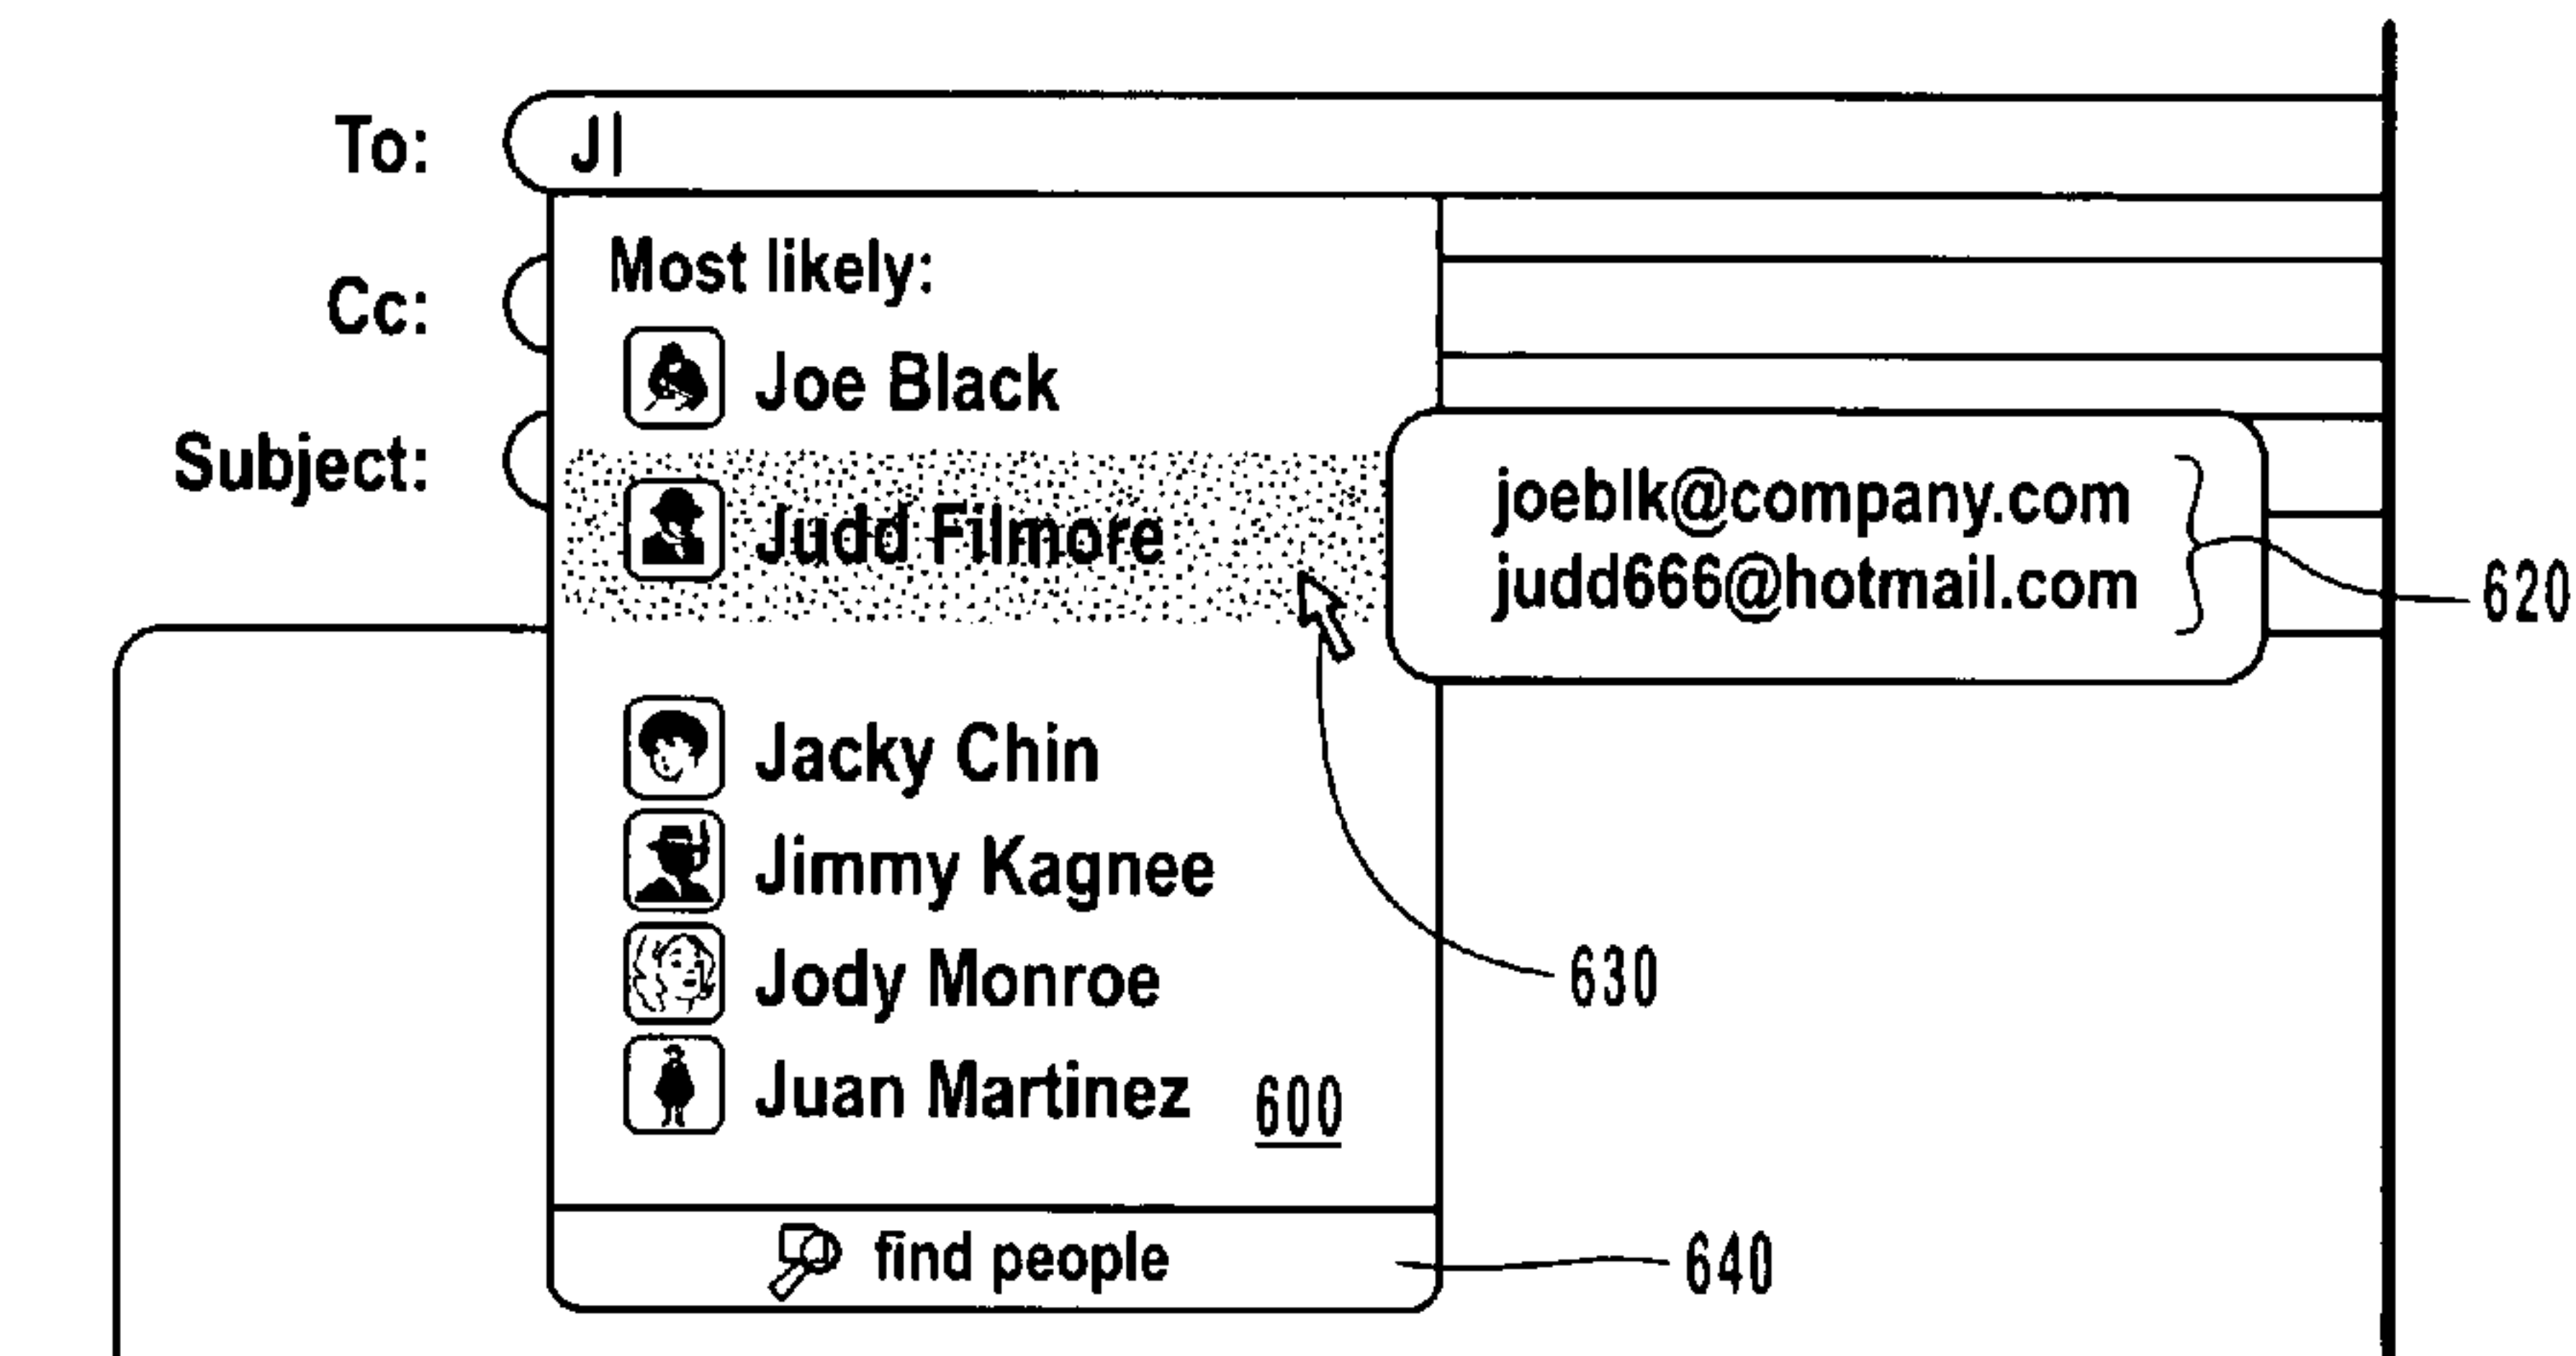 To: J|
Most likely:
Cc:
Joe Black
Subject:
Judd Filmore
joeblk@company.com
judd666@hotmail.com
620
Jacky Chin
Jimmy Kagnee
Jody Monroe
630
Juan Martinez 600
find people
640